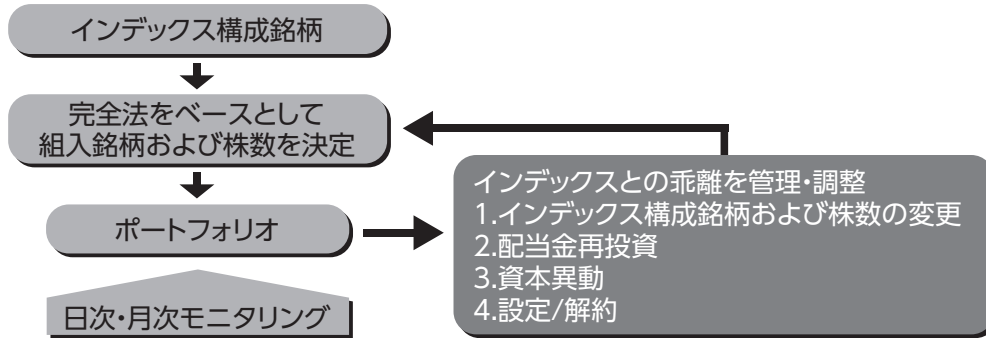 インデックス構成銘柄
完全法をベースとして
組入銘柄および株数を決定
ポートフォリオ
日次・月次モニタリング
インデックスとの乖離を管理・調整
1.インデックス構成銘柄および株数の変更
2.配当金再投資
3.資本異動
4.設定/解約